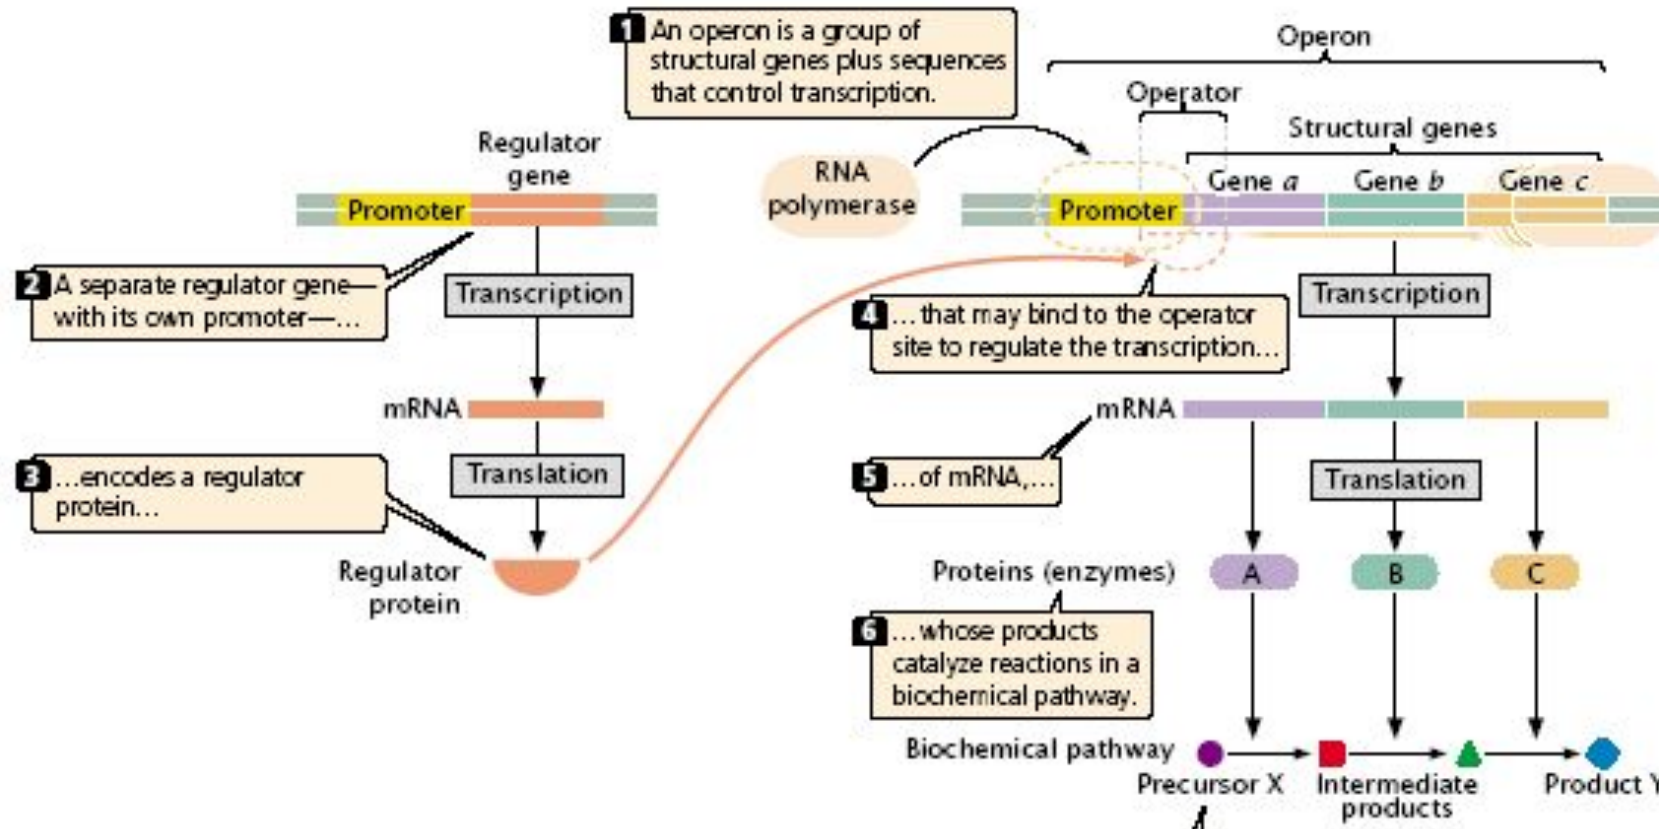 1 An operon is a group of
structural genes plus sequences
that control transcription.
Operon
Operator
Structural genes
Regulator
gene
RNA
polymerase
Gene a
Gene b
Gene c
Promoter
Promoter
2 A separate regulator gene—
with its own promoter—…
Transcription
4 …that may bind to the operator
site to regulate the transcription…
Transcription
mRNA
mRNA
3 …encodes a regulator
protein…
Translation
5 …of mRNA,…
Translation
Regulator
protein
Proteins (enzymes)
A
B
C
6 …whose products
catalyze reactions in a
biochemical pathway.
Biochemical pathway
Precursor X
Intermediate
products
Product Y